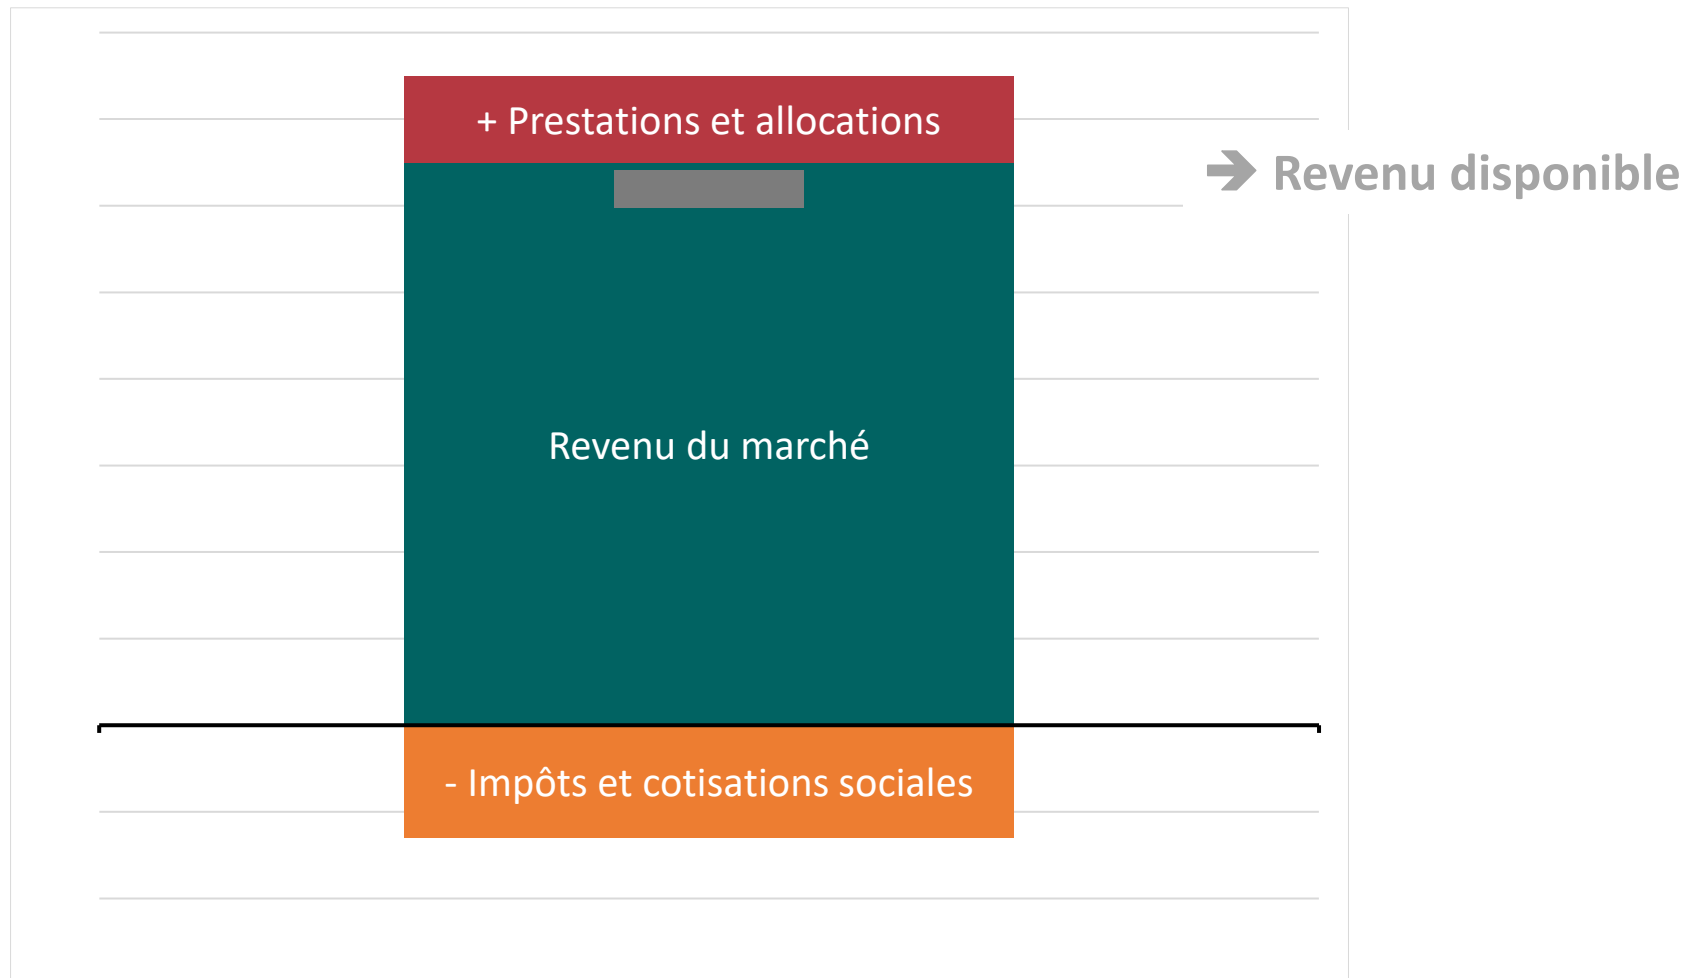 + Prestations et allocations
➔ Revenu disponible
Revenu du marché
- Impôts et cotisations sociales